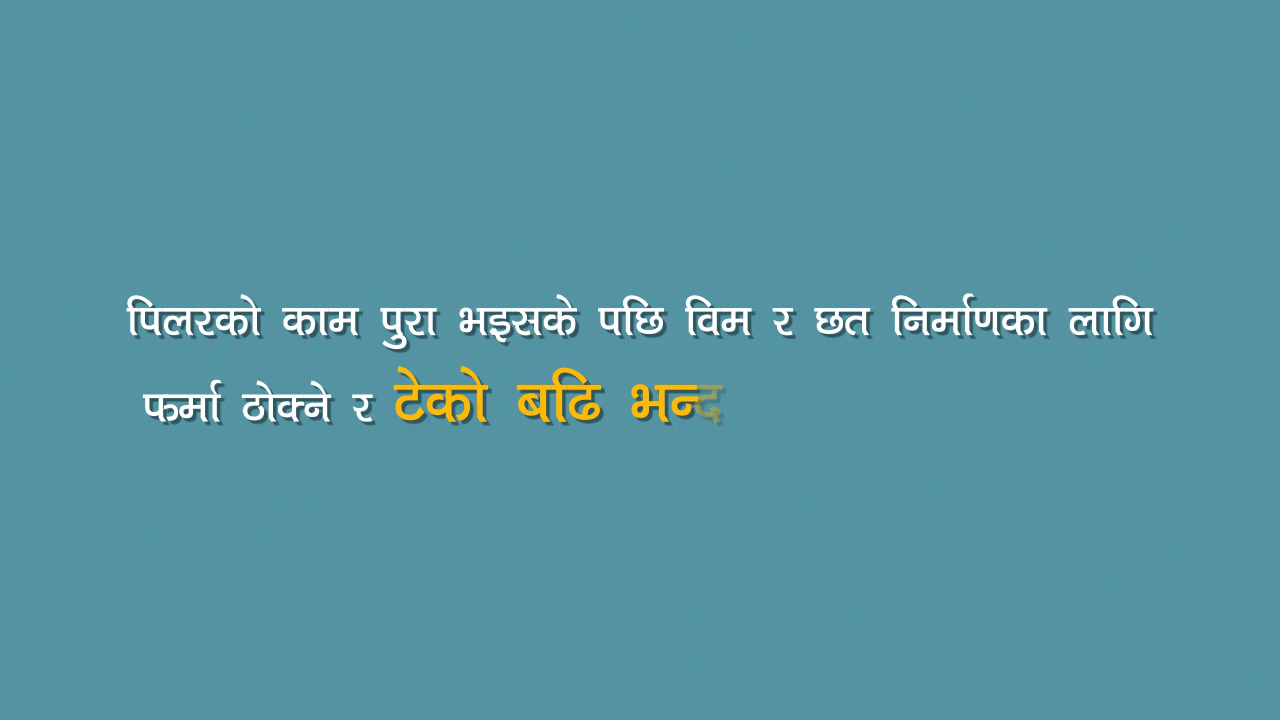 पिलरको काम पुरा भइसके पछि विम र छत निर्माणका लागि
फर्मा ठोक्ने र टेको बढि भन्द